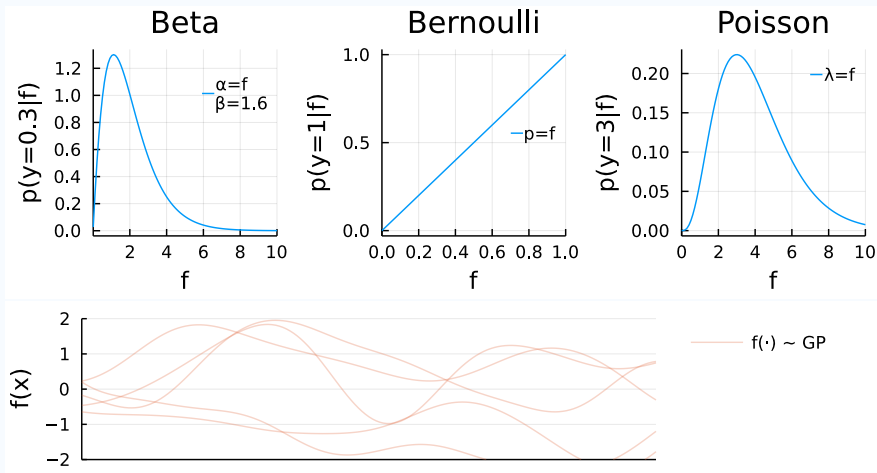 Beta
Bernoulli
Poisson
p(y=0.3|f)
1.2
1.0
0.8
0.6
0.4
0.2
0.0
α=f
β=1.6
2
4
6
8
10
f
p(y=1|f)
1.0
0.5
0.0
p=f
0.0
0.2
0.4
0.6
0.8
1.0
f
p(y=3|f)
0.20
0.15
0.10
0.05
0.00
λ=f
0
2
4
6
8
10
f
f(x)
2
1
0
−1
−2
f(·) ~ GP